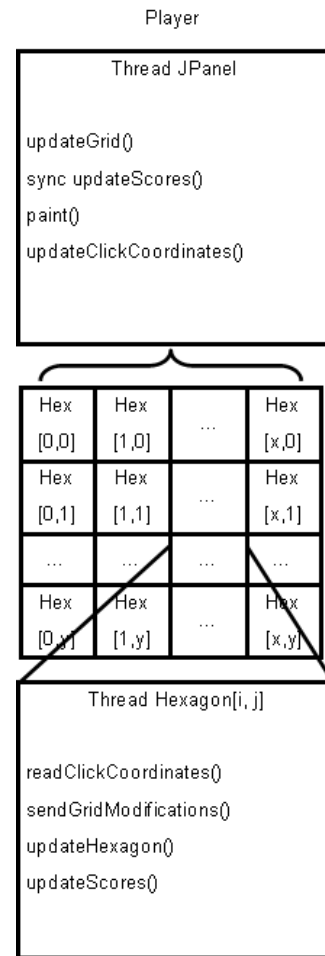 Player
Thread JPanel
updateGrid()
sync updateScores()
paint()
updateClickCoordinates()
Hex Hex Hex
[0,0] [1,0] ... [x,0]
Hex Hex Hex
[0,1] [1,1] ... [x,1]
... ... ... ...
Hex Hex Hex
[0,y] [1,y] ... [x,y]
Thread Hexagon[i, j]
readClickCoordinates()
sendGridModifications()
updateHexagon()
updateScores()